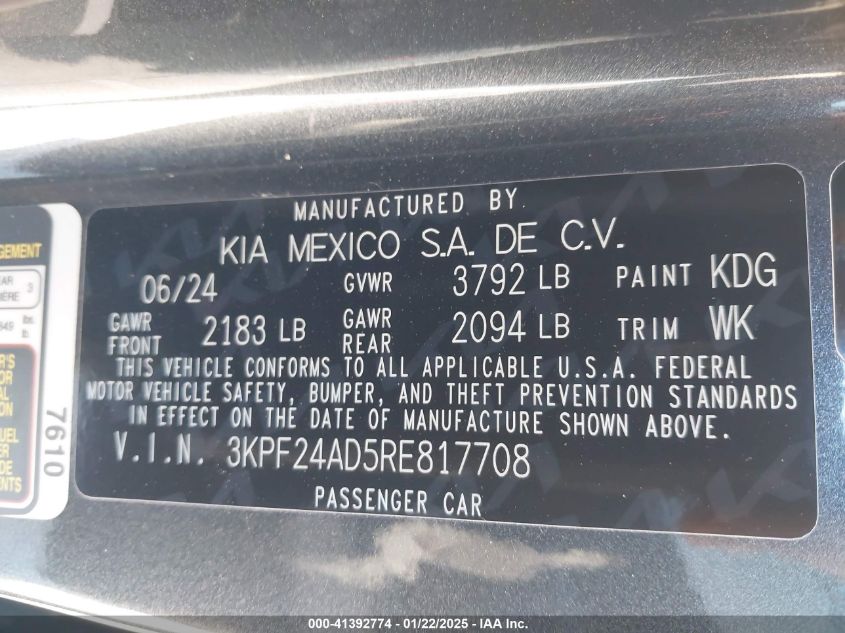 MANUFACTURED BY
KIA MEXICO S.A. DE C.V.
06/24 GVWR 3792 LB PAINT KDG
GAWR FRONT 2183 LB GAWR REAR 2094 LB TRIM WK
THIS VEHICLE CONFORMS TO ALL APPLICABLE U.S.A. FEDERAL
MOTOR VEHICLE SAFETY, BUMPER, AND THEFT PREVENTION STANDARDS
IN EFFECT ON THE DATE OF MANUFACTURE SHOWN ABOVE.
V.I.N. 3KPF24AD5RE817708
PASSENGER CAR
7610
000-41392774 - 01/22/2025 - IAA Inc.